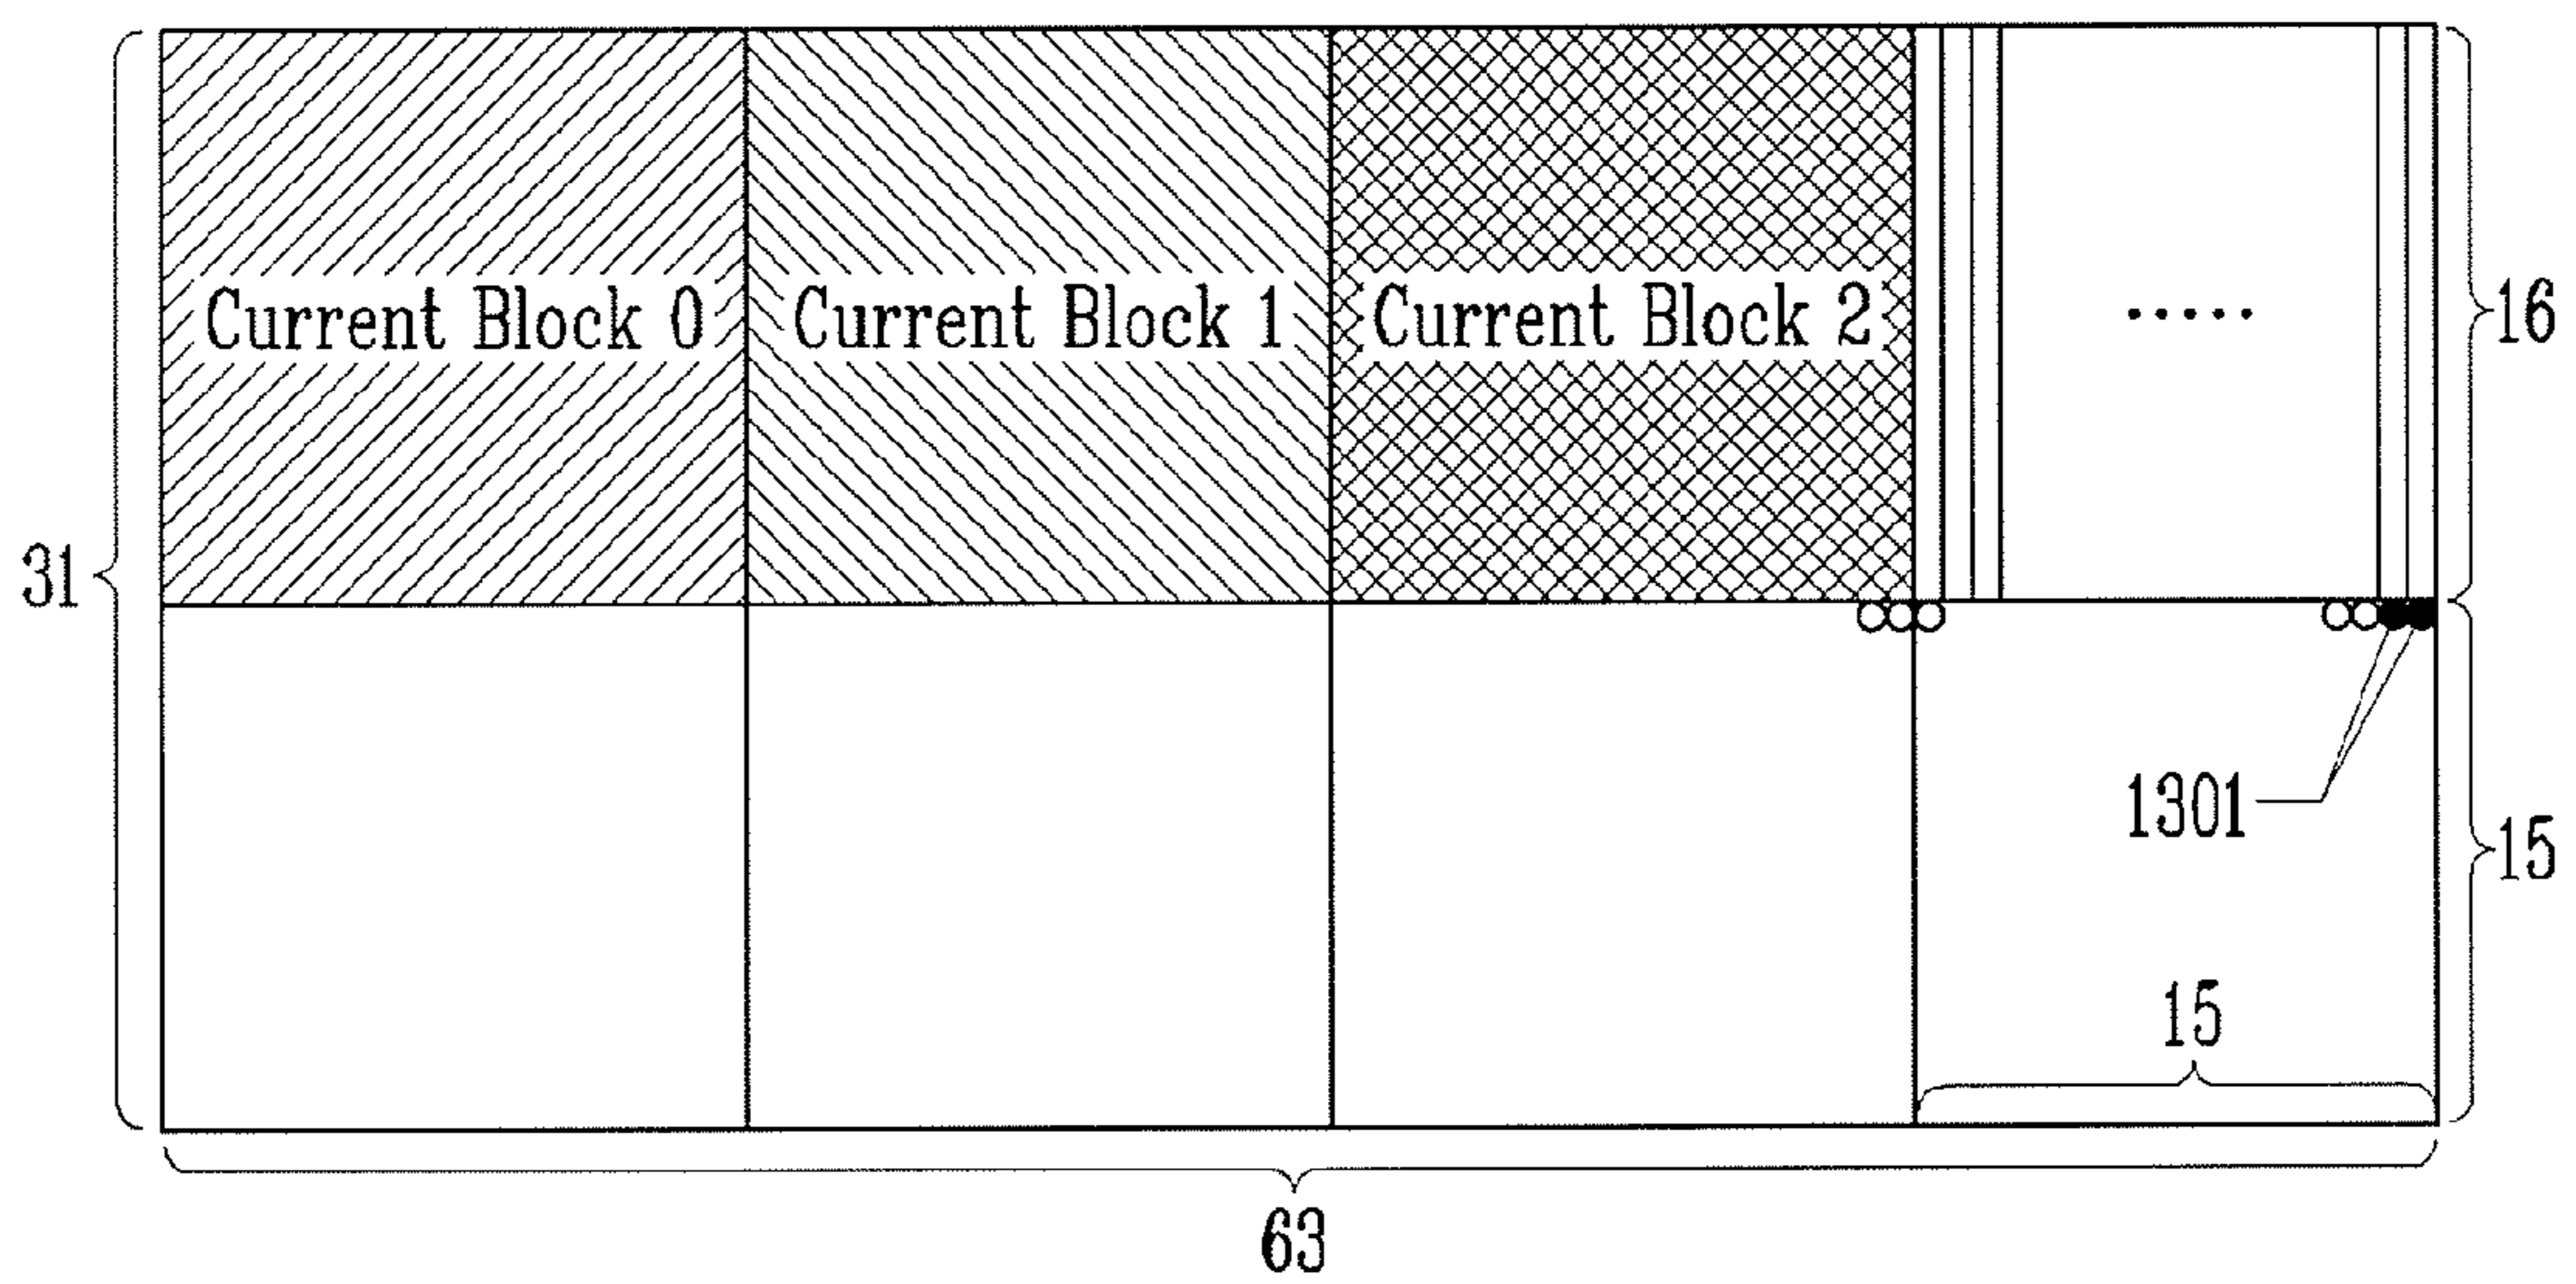 Current Block 0
Current Block 1
Current Block 2
.....
16
31
1301
15
15
63